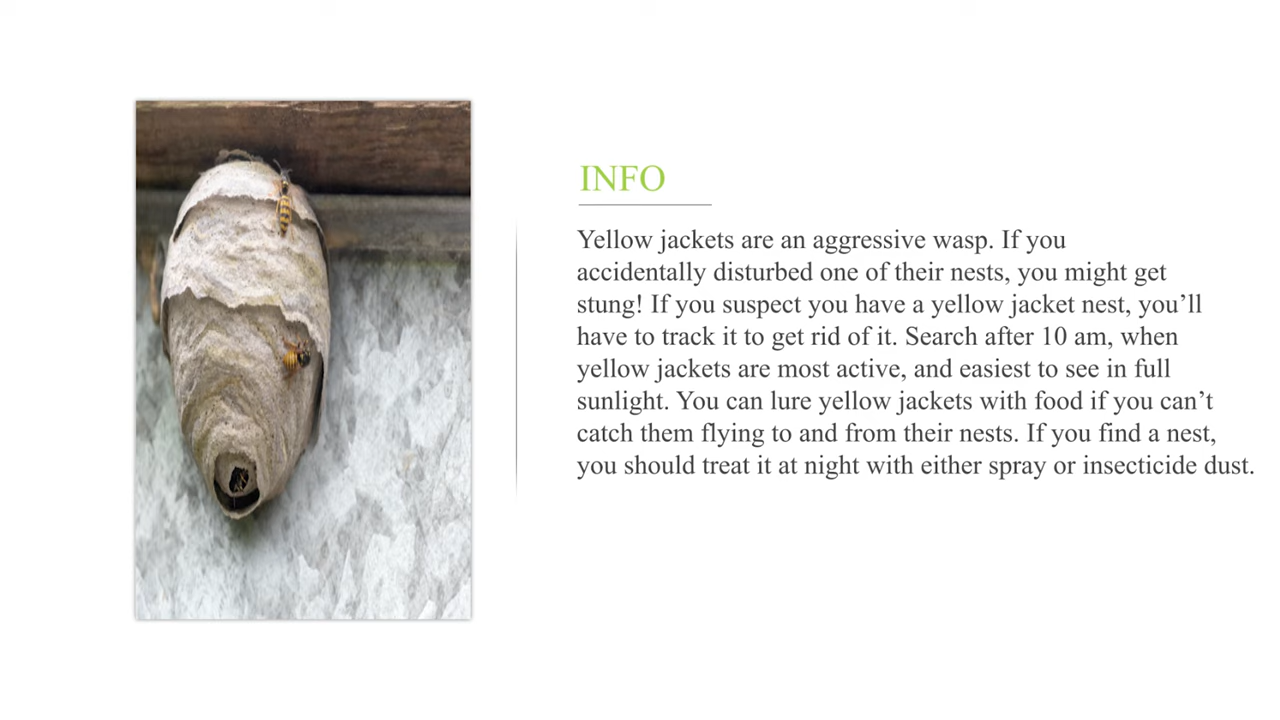 INFO
Yellow jackets are an aggressive wasp. If you
accidentally disturbed one of their nests, you might get
stung! If you suspect you have a yellow jacket nest, you’ll
have to track it to get rid of it. Search after 10 am, when
yellow jackets are most active, and easiest to see in full
sunlight. You can lure yellow jackets with food if you can’t
catch them flying to and from their nests. If you find a nest,
you should treat it at night with either spray or insecticide dust.